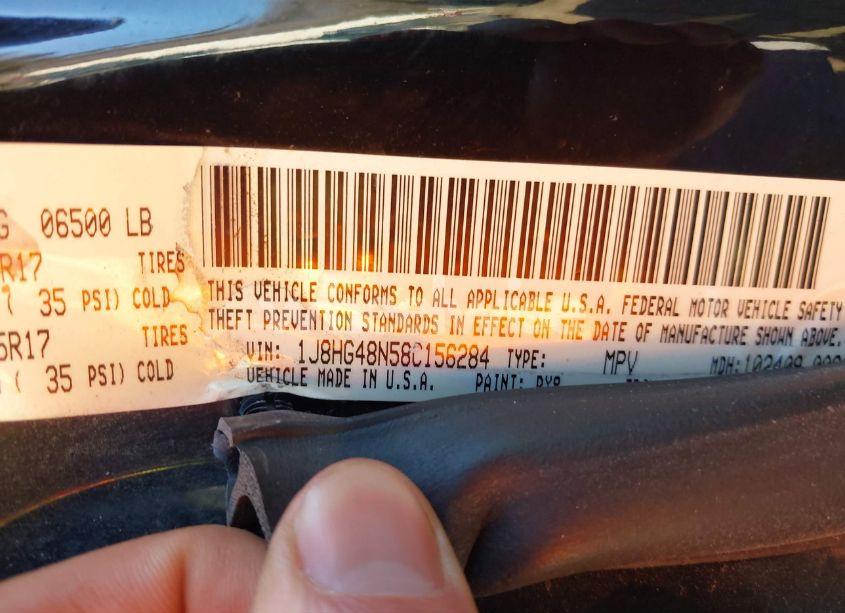 G 06500 LB
R17 TIRES
( 35 PSI) COLD
5R17 TIRES
( 35 PSI) COLD
THIS VEHICLE CONFORMS TO ALL APPLICABLE U.S.A. FEDERAL MOTOR VEHICLE SAFETY
THEFT PREVENTION STANDARDS IN EFFECT ON THE DATE OF MANUFACTURE SHOWN ABOVE.
VIN: 1J8HG48N58C156284 TYPE: MPV MDH:102409
VEHICLE MADE IN U.S.A. PAINT: